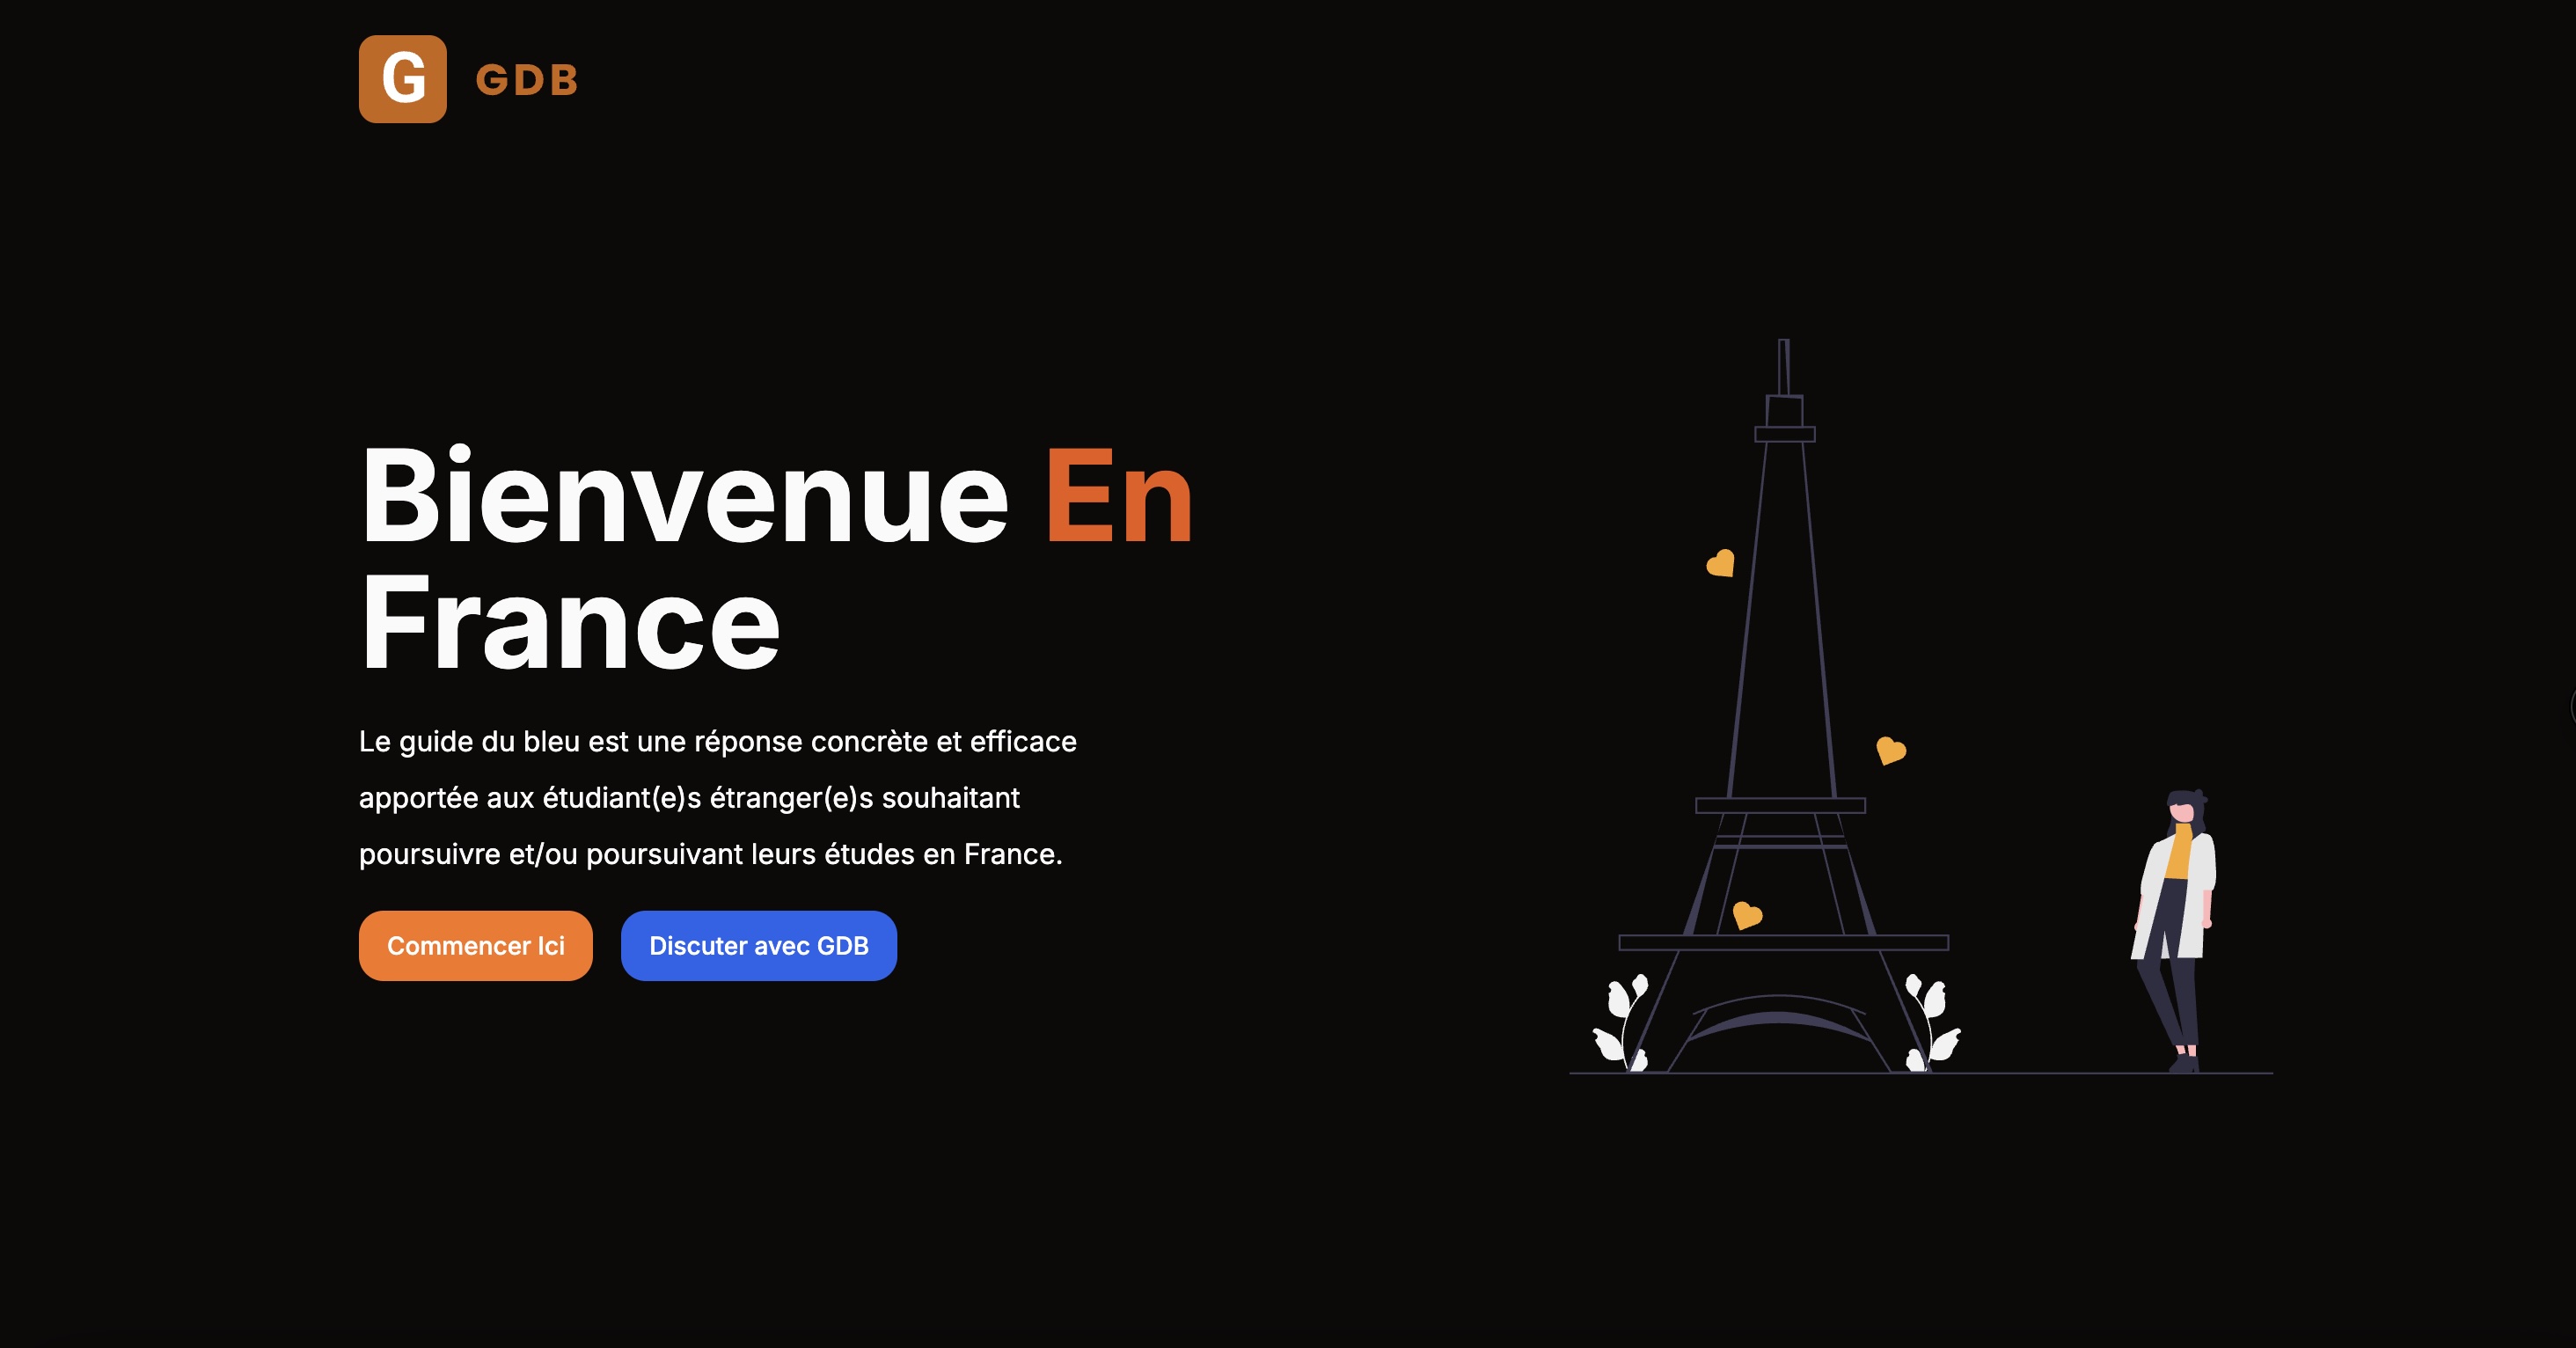 G GDB
Bienvenue En
France
Le guide du bleu est une réponse concrète et efficace
apportée aux étudiant(e)s étranger(e)s souhaitant
poursuivre et/ou poursuivant leurs études en France.
Commencer Ici
Discuter avec GDB